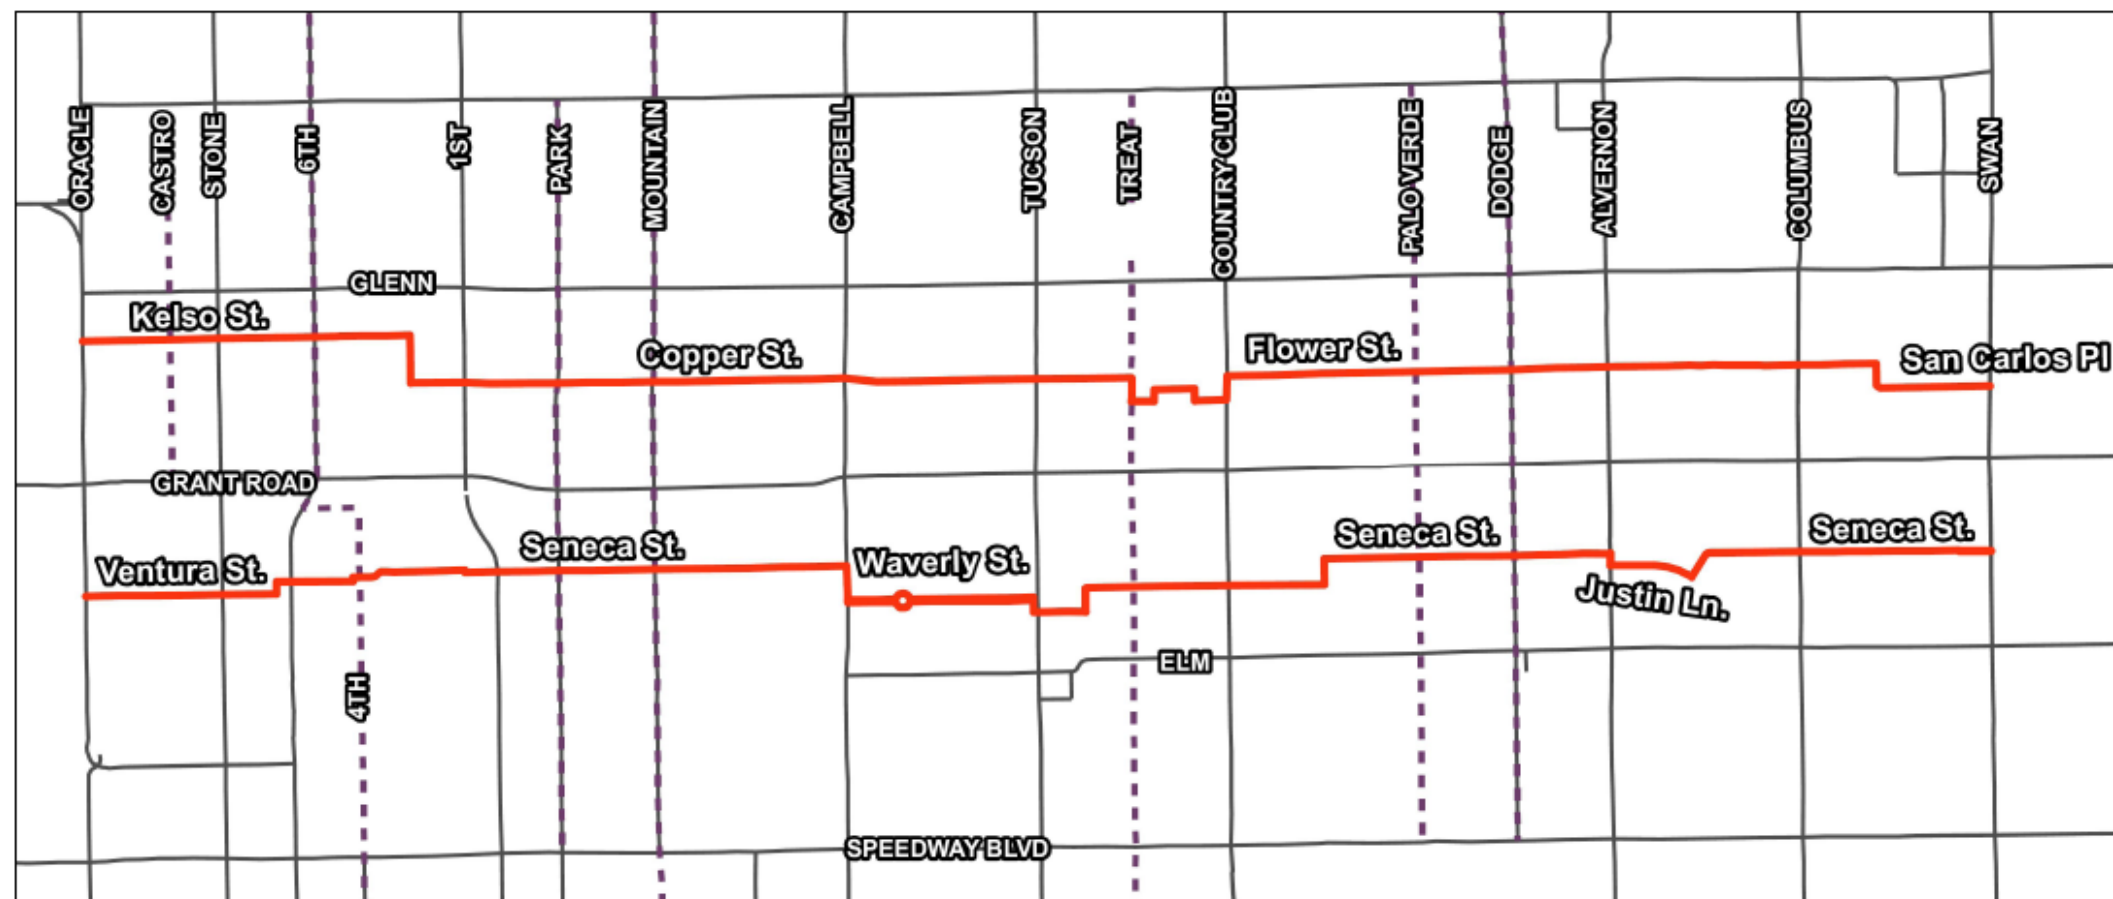 ORACLE
CASTRO
STONE
6TH
1ST
PARK
MOUNTAIN
CAMPBELL
TUCSON
TREAT
COUNTRY CLUB
PALO VERDE
DODGE
ALVERNON
COLUMBUS
SWAN
GLENN
Kelso St.
Copper St.
Flower St.
San Carlos Pl
GRANT ROAD
Ventura St.
Seneca St.
Waverly St.
Seneca St.
Seneca St.
Justin Ln.
ELM
4TH
SPEEDWAY BLVD